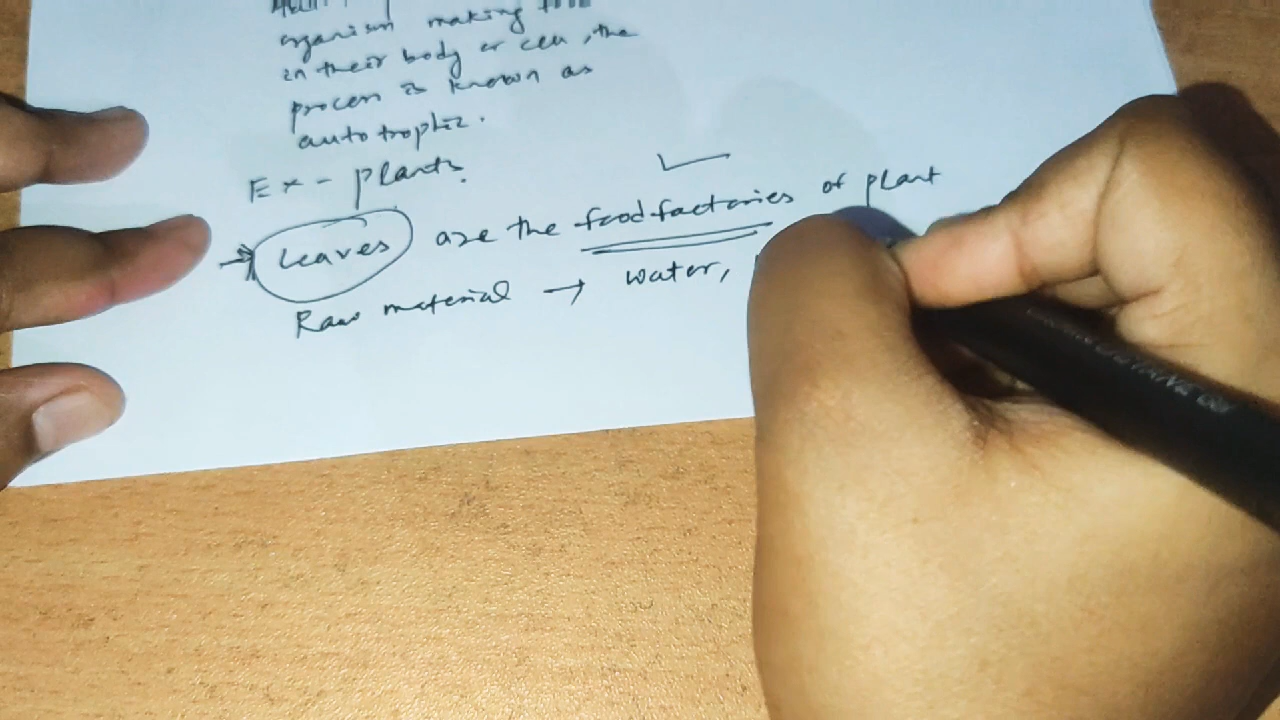 organism making
in their body or cell, the
process is known as
autotrophic.
Ex - plants.
→ Leaves are the food factories of plant
Raw material → water,